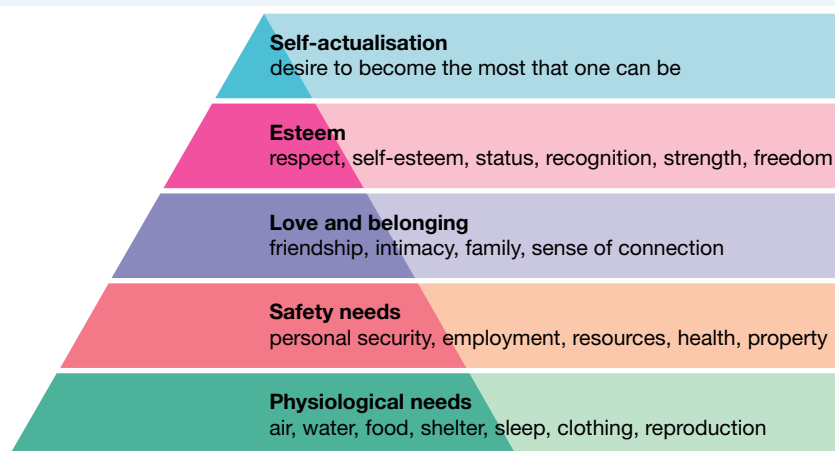 Self-actualisation
desire to become the most that one can be
Esteem
respect, self-esteem, status, recognition, strength, freedom
Love and belonging
friendship, intimacy, family, sense of connection
Safety needs
personal security, employment, resources, health, property
Physiological needs
air, water, food, shelter, sleep, clothing, reproduction